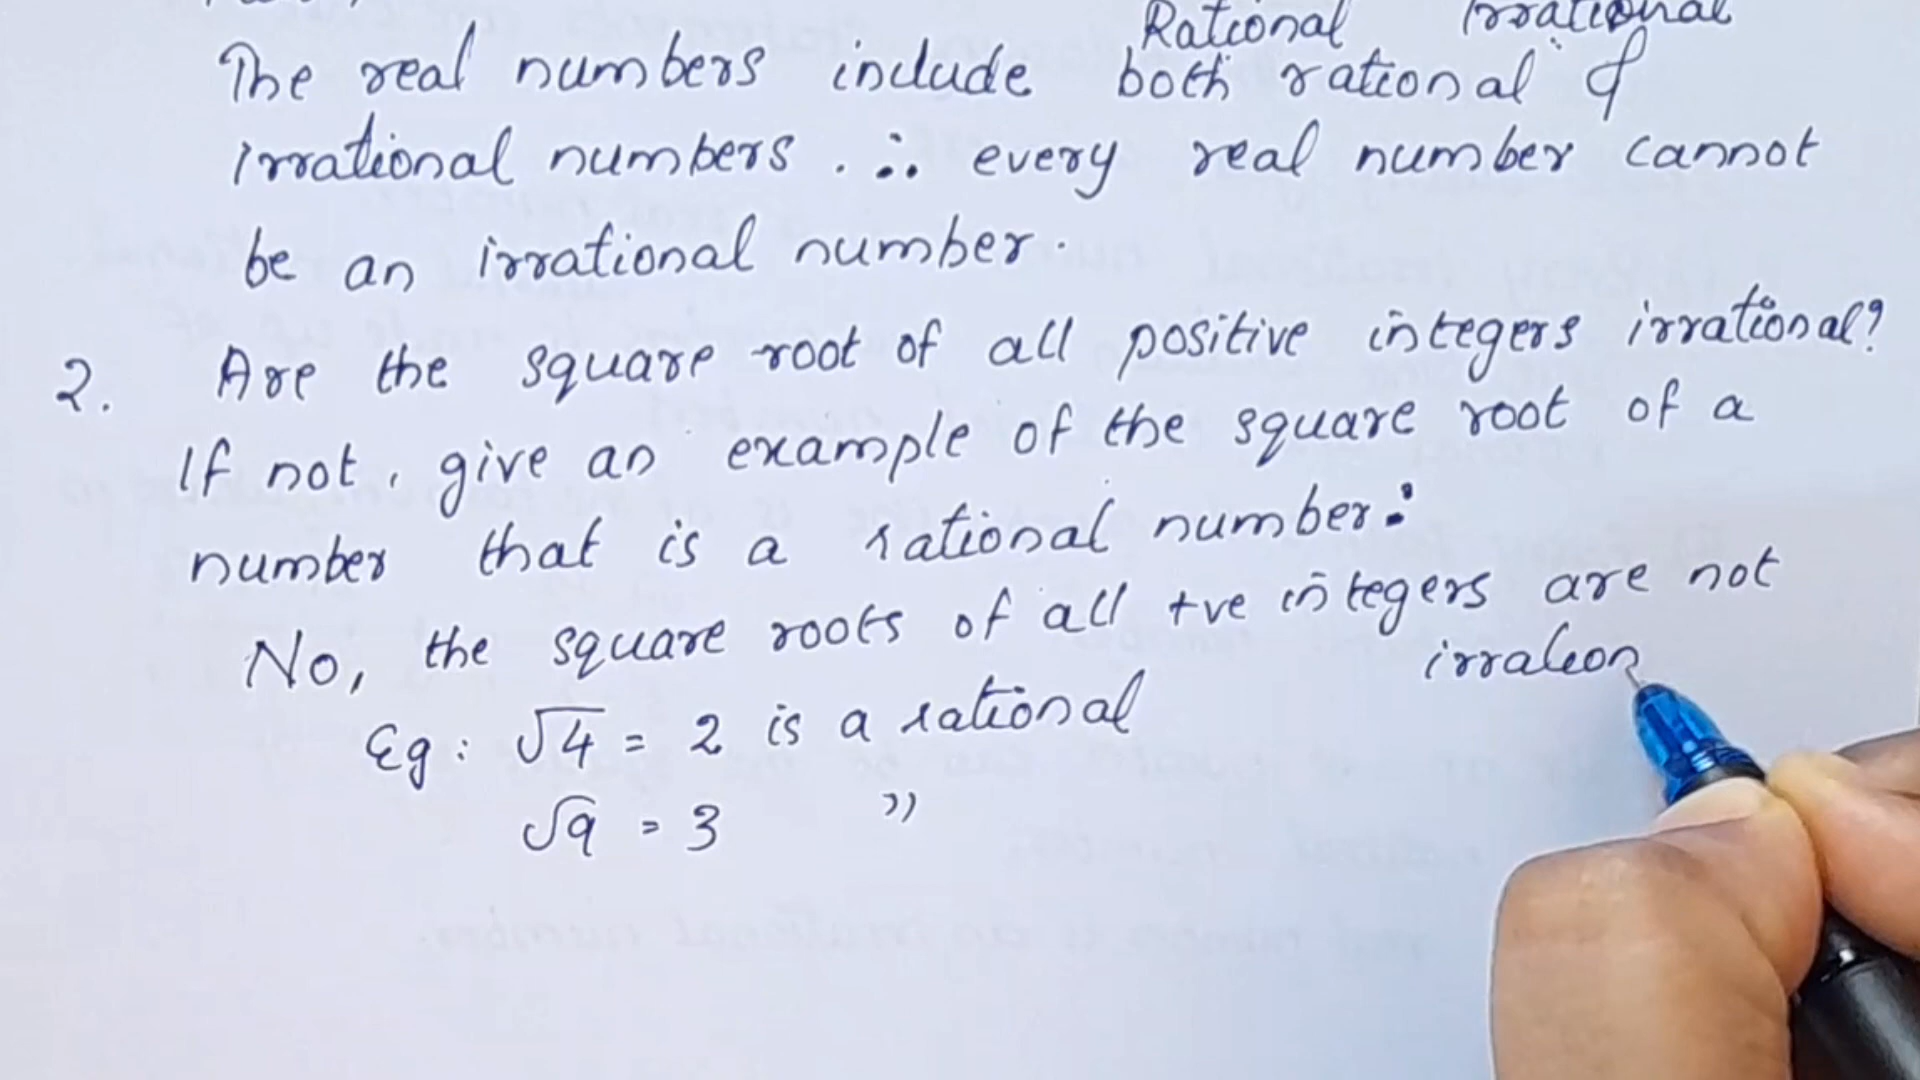 Rational Irrational
The real numbers include both rational &
irrational numbers. ∴ every real number cannot
be an irrational number.
2. Are the square root of all positive integers irrational?
If not, give an example of the square root of a
number that is a rational number:
No, the square roots of all +ve integers are not
irration
Eg: √4 = 2 is a rational
√9 = 3 "